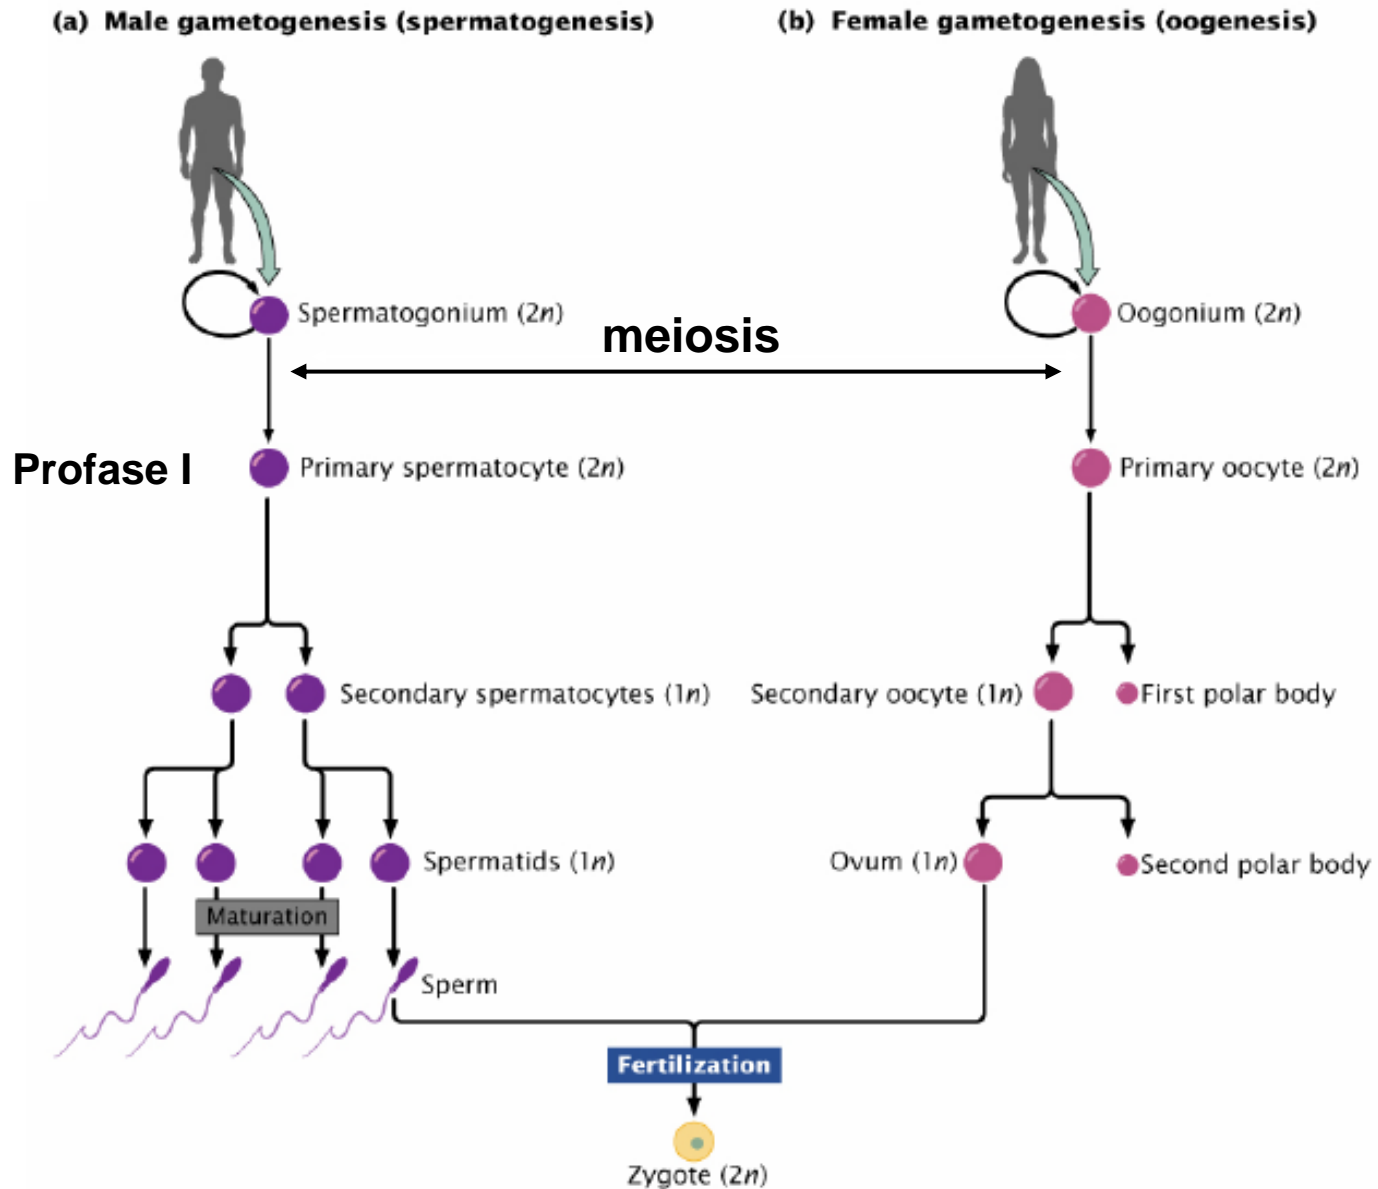 (a) Male gametogenesis (spermatogenesis)
(b) Female gametogenesis (oogenesis)
Spermatogonium (2n)
meiosis
Oogonium (2n)
Profase I
Primary spermatocyte (2n)
Primary oocyte (2n)
Secondary spermatocytes (1n)
Secondary oocyte (1n)
First polar body
Spermatids (1n)
Ovum (1n)
Second polar body
Maturation
Sperm
Fertilization
Zygote (2n)